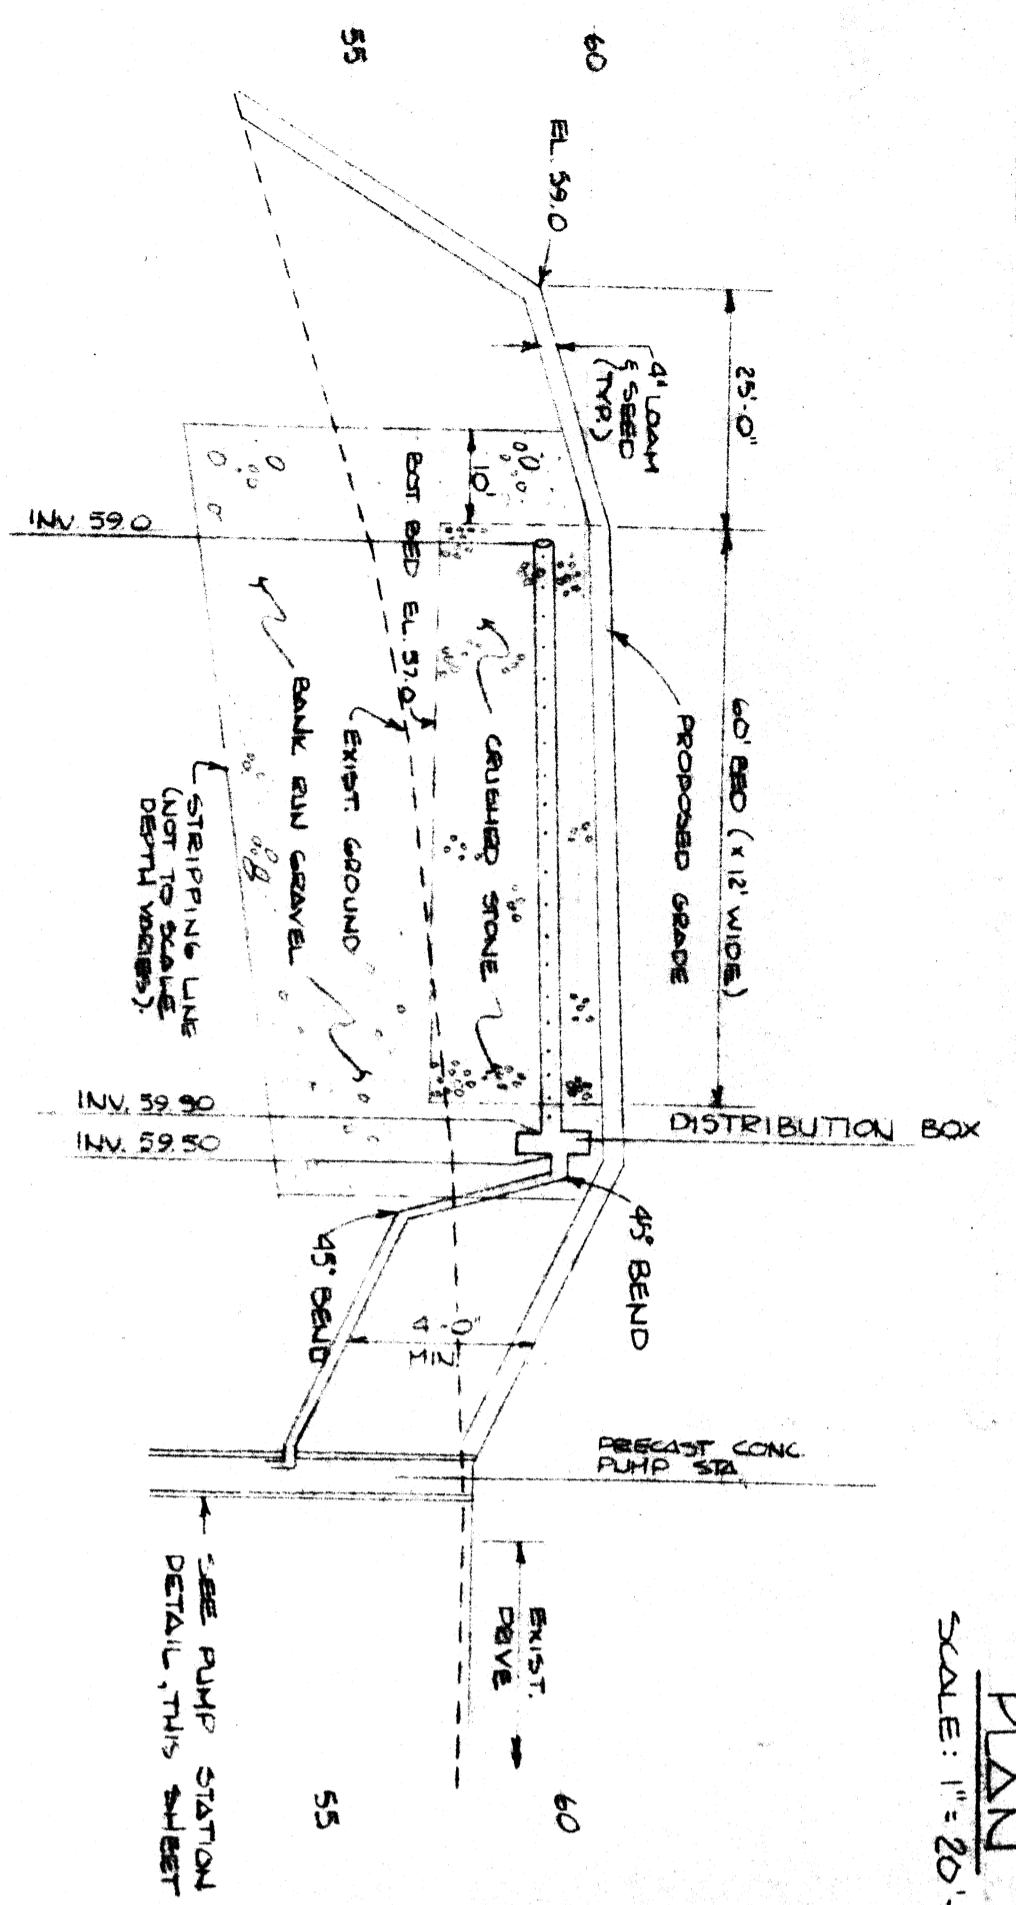 55
60
EL. 59.0
25'-0"
4" LOAM
& SEED
(TYP.)
10'
INV. 59.0
BOT BED EL. 57.0
60' BED (x 12' WIDE)
PROPOSED GRADE
CRUSHED STONE
EXIST. GROUND
BANK RUN GRAVEL
STRIPPING LINE
(NOT TO SCALE
DEPTH VARIES).
INV. 59.90
INV. 59.50
DISTRIBUTION BOX
45° BEND
45° BEND
4'-0"
MIN
PRECAST CONC.
PUMP STA.
SEE PUMP STATION
DETAIL, THIS SHEET
EXIST.
DRIVE
55
60
PLAN
SCALE: 1" = 20'